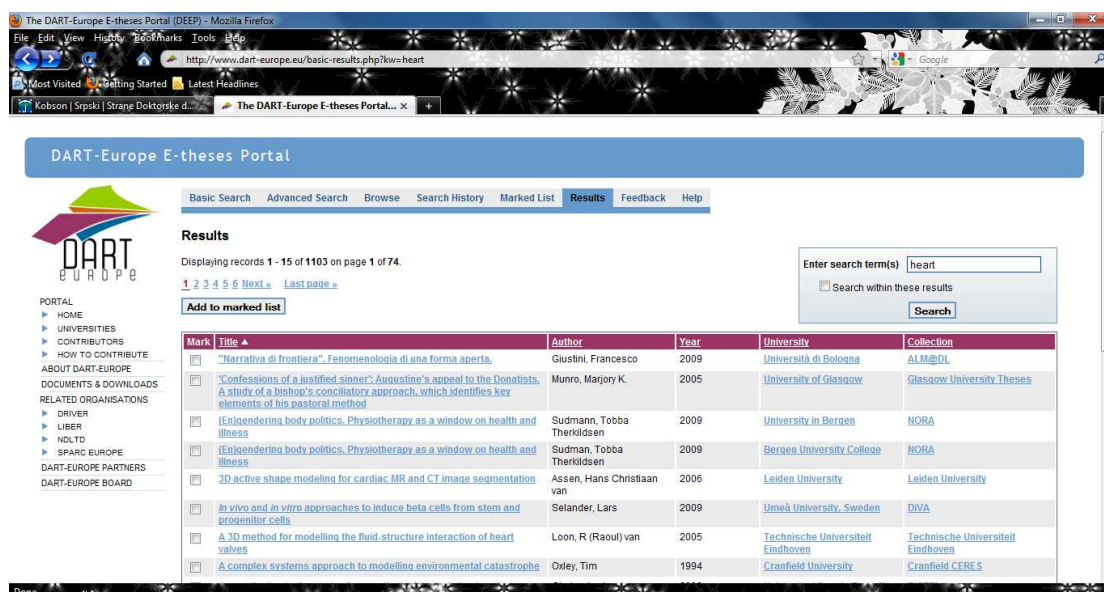 The DART-Europe E-theses Portal (DEEP) - Mozilla Firefox
File Edit View History Bookmarks Tools Help
http://www.dart-europe.eu/basic-results.php?kw=heart
Google
Most Visited Getting Started Latest Headlines
Kobson | Srpski | Strane Doktorske d...
The DART-Europe E-theses Portal... × +
DART-Europe E-theses Portal
DART
europe
Basic Search Advanced Search Browse Search History Marked List Results Feedback Help
Results
Displaying records 1 - 15 of 1103 on page 1 of 74.
1 2 3 4 5 6 Next » Last page »
Add to marked list
Enter search term(s) heart
Search within these results
Search
PORTAL
HOME
UNIVERSITIES
CONTRIBUTORS
HOW TO CONTRIBUTE
ABOUT DART-EUROPE
DOCUMENTS & DOWNLOADS
RELATED ORGANISATIONS
DRIVER
LIBER
NDLTD
SPARC EUROPE
DART-EUROPE PARTNERS
DART-EUROPE BOARD
Mark Title ▲ Author Year University Collection
"Narrativa di frontiera". Fenomenologia di una forma aperta. Giustini, Francesco 2009 Università di Bologna ALM@DL
'Confessions of a justified sinner': Augustine's appeal to the Donatists. Munro, Marjory K. 2005 University of Glasgow Glasgow University Theses
A study of a bishop's conciliatory approach, which identifies key
elements of his pastoral method
(En)gendering body politics. Physiotherapy as a window on health and Sudmann, Tobba 2009 University in Bergen NORA
illness Therkildsen
(En)gendering body politics. Physiotherapy as a window on health and Sudman, Tobba 2009 Bergen University College NORA
illness Therkildsen
3D active shape modeling for cardiac MR and CT image segmentation Assen, Hans Christiaan 2006 Leiden University Leiden University
van
In vivo and in vitro approaches to induce beta cells from stem and Selander, Lars 2009 Umeå University, Sweden DiVA
progenitor cells
A 3D method for modelling the fluid-structure interaction of heart Loon, R (Raoul) van 2005 Technische Universiteit Technische Universiteit
valves Eindhoven Eindhoven
A complex systems approach to modelling environmental catastrophe Oxley, Tim 1994 Cranfield University Cranfield CERES
Done